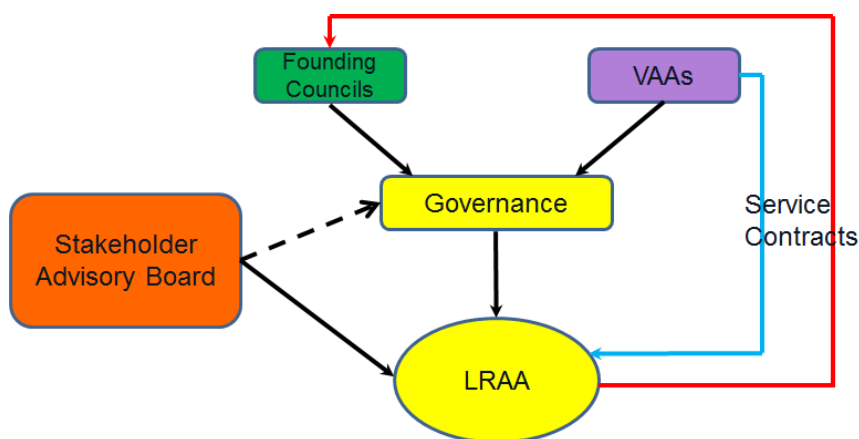 Founding
Councils
VAAs
Governance
Service
Contracts
Stakeholder
Advisory Board
LRAA